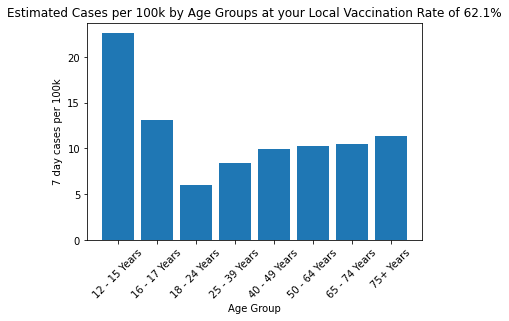 Estimated Cases per 100k by Age Groups at your Local Vaccination Rate of 62.1%
7 day cases per 100k
20
15
10
5
0
12 - 15 Years
16 - 17 Years
18 - 24 Years
25 - 39 Years
40 - 49 Years
50 - 64 Years
65 - 74 Years
75+ Years
Age Group